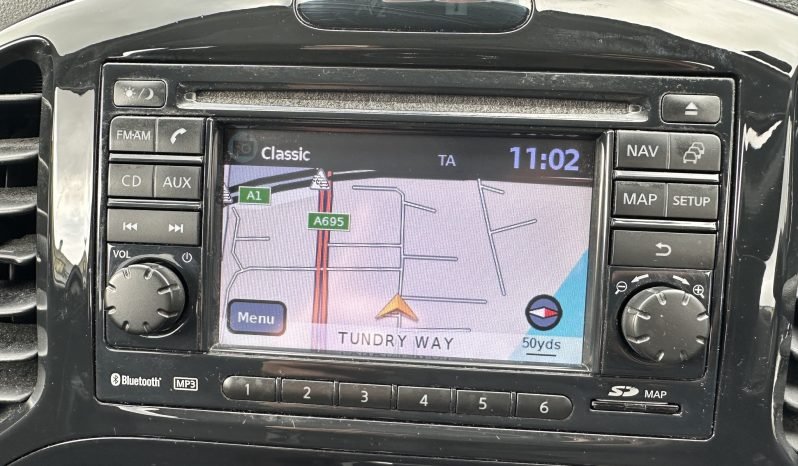 FM·AM
CD AUX
VOL
Classic TA 11:02
A1
A695
Menu
TUNDRY WAY
50yds
NAV
MAP SETUP
Bluetooth MP3
1 2 3 4 5 6
SD MAP